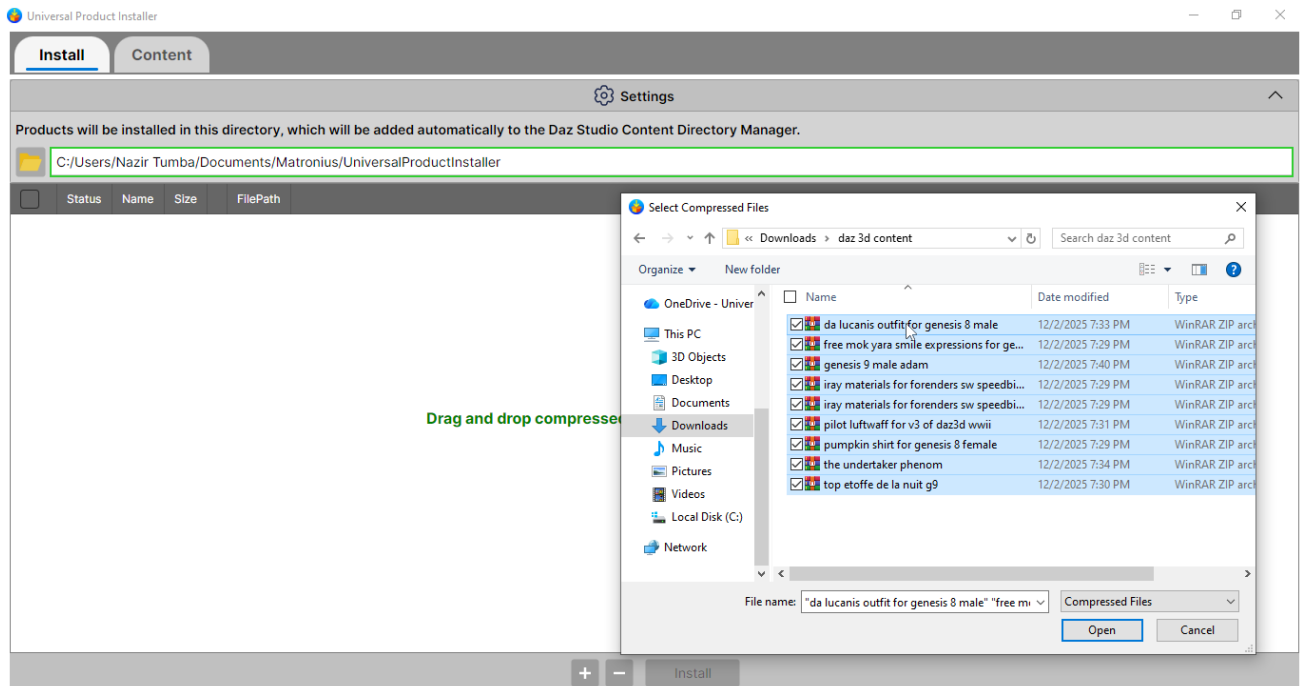 Universal Product Installer
Install Content
Settings
Products will be installed in this directory, which will be added automatically to the Daz Studio Content Directory Manager.
C:/Users/Nazir Tumba/Documents/Matronius/UniversalProductInstaller
Status Name Size FilePath
Drag and drop compressed
Select Compressed Files
« Downloads › daz 3d content
Search daz 3d content
Organize New folder
Name Date modified Type
OneDrive - Univer
This PC
3D Objects
Desktop
Documents
Downloads
Music
Pictures
Videos
Local Disk (C:)
Network
da lucanis outfit for genesis 8 male 12/2/2025 7:33 PM WinRAR ZIP arch
free mok yara smile expressions for ge... 12/2/2025 7:29 PM WinRAR ZIP arch
genesis 9 male adam 12/2/2025 7:40 PM WinRAR ZIP arch
iray materials for forenders sw speedbi... 12/2/2025 7:29 PM WinRAR ZIP arch
iray materials for forenders sw speedbi... 12/2/2025 7:29 PM WinRAR ZIP arch
pilot luftwaff for v3 of daz3d wwii 12/2/2025 7:31 PM WinRAR ZIP arch
pumpkin shirt for genesis 8 female 12/2/2025 7:29 PM WinRAR ZIP arch
the undertaker phenom 12/2/2025 7:34 PM WinRAR ZIP arch
top etoffe de la nuit g9 12/2/2025 7:30 PM WinRAR ZIP arch
File name: "da lucanis outfit for genesis 8 male" "free m Compressed Files
Open Cancel
+ − Install